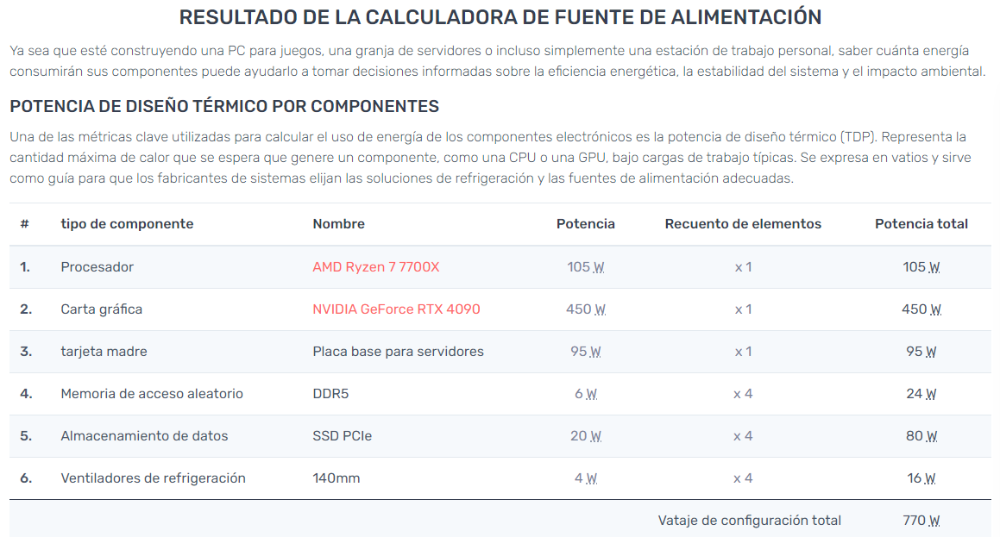 RESULTADO DE LA CALCULADORA DE FUENTE DE ALIMENTACIÓN
Ya sea que esté construyendo una PC para juegos, una granja de servidores o incluso simplemente una estación de trabajo personal, saber cuánta energía
consumirán sus componentes puede ayudarlo a tomar decisiones informadas sobre la eficiencia energética, la estabilidad del sistema y el impacto ambiental.
POTENCIA DE DISEÑO TÉRMICO POR COMPONENTES
Una de las métricas clave utilizadas para calcular el uso de energía de los componentes electrónicos es la potencia de diseño térmico (TDP). Representa la
cantidad máxima de calor que se espera que genere un componente, como una CPU o una GPU, bajo cargas de trabajo típicas. Se expresa en vatios y sirve
como guía para que los fabricantes de sistemas elijan las soluciones de refrigeración y las fuentes de alimentación adecuadas.
# tipo de componente Nombre Potencia Recuento de elementos Potencia total
1. Procesador AMD Ryzen 7 7700X 105 W x 1 105 W
2. Carta gráfica NVIDIA GeForce RTX 4090 450 W x 1 450 W
3. tarjeta madre Placa base para servidores 95 W x 1 95 W
4. Memoria de acceso aleatorio DDR5 6 W x 4 24 W
5. Almacenamiento de datos SSD PCIe 20 W x 4 80 W
6. Ventiladores de refrigeración 140mm 4 W x 4 16 W
Vataje de configuración total 770 W